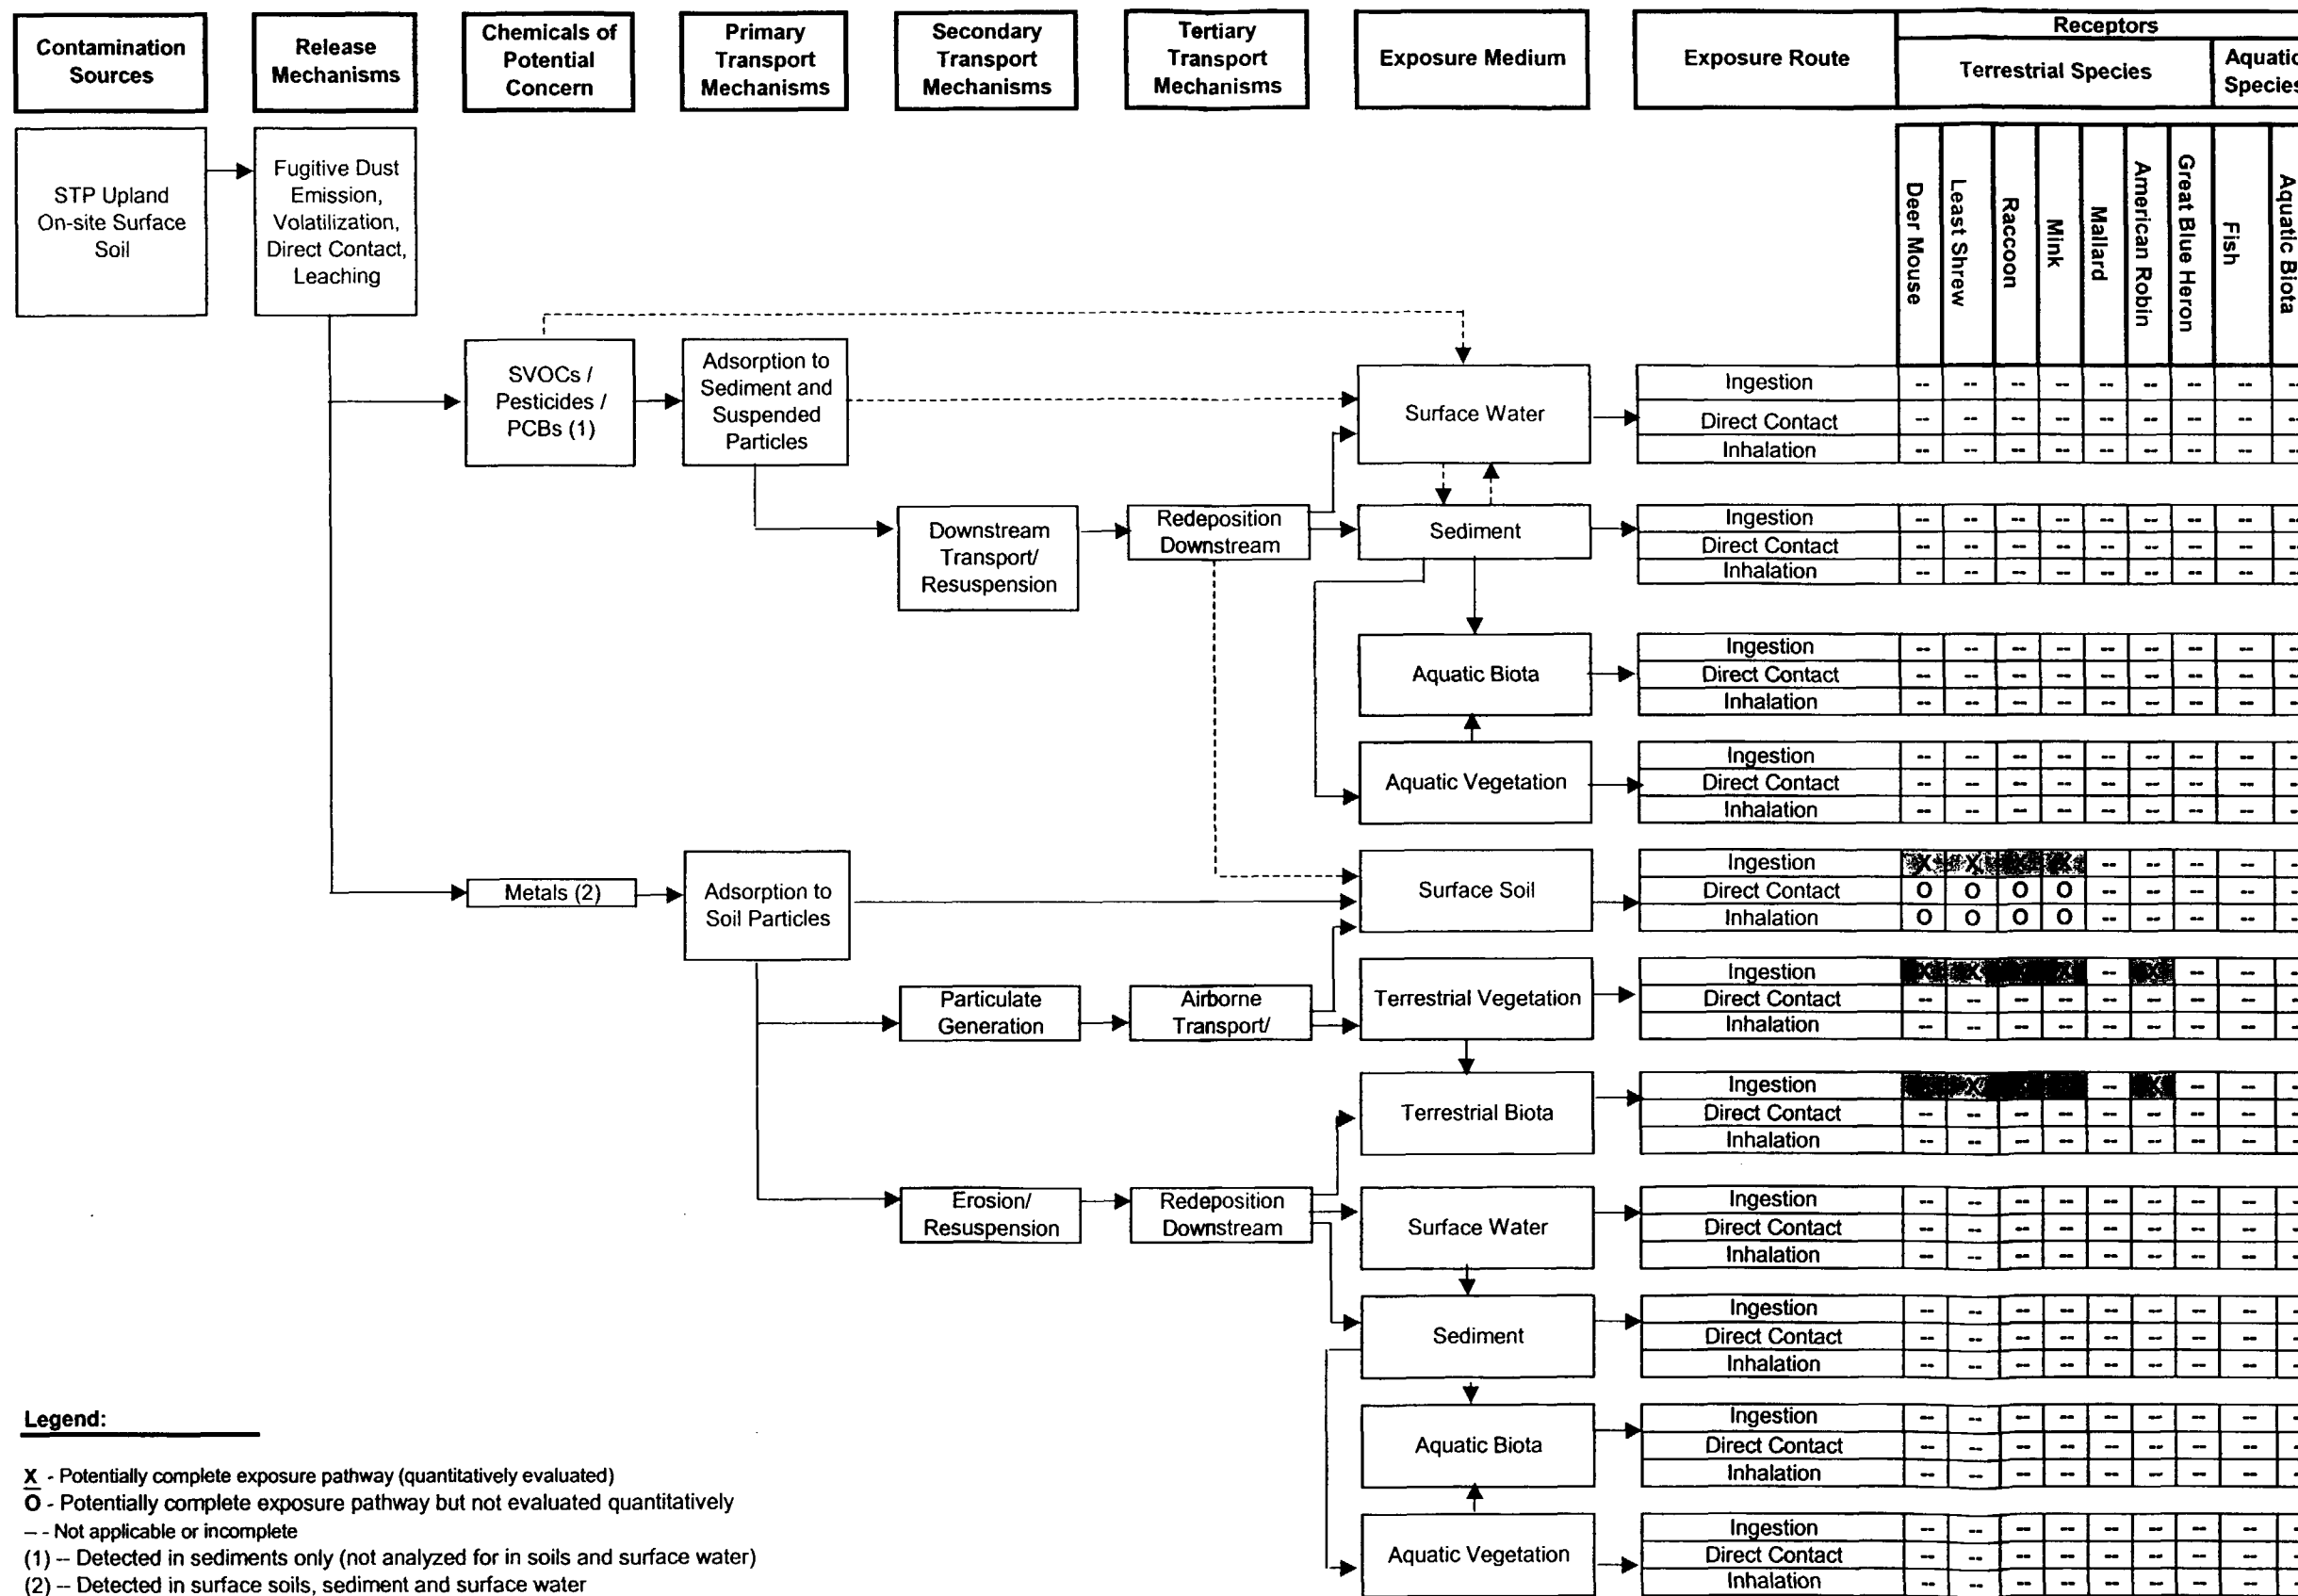 Contamination
Sources
Release
Mechanisms
Chemicals of
Potential
Concern
Primary
Transport
Mechanisms
Secondary
Transport
Mechanisms
Tertiary
Transport
Mechanisms
Exposure Medium
Exposure Route
Receptors
Terrestrial Species
Aquatic
Species
STP Upland
On-site Surface
Soil
Fugitive Dust
Emission,
Volatilization,
Direct Contact,
Leaching
Deer Mouse
Least Shrew
Raccoon
Mink
Mallard
American Robin
Great Blue Heron
Fish
Aquatic Biota
SVOCs /
Pesticides /
PCBs (1)
Adsorption to
Sediment and
Suspended
Particles
Surface Water
Ingestion -- -- -- -- -- -- -- -- --
Direct Contact -- -- -- -- -- -- -- -- --
Inhalation -- -- -- -- -- -- -- -- --
Downstream
Transport/
Resuspension
Redeposition
Downstream
Sediment
Ingestion -- -- -- -- -- -- -- -- --
Direct Contact -- -- -- -- -- -- -- -- --
Inhalation -- -- -- -- -- -- -- -- --
Aquatic Biota
Ingestion -- -- -- -- -- -- -- -- --
Direct Contact -- -- -- -- -- -- -- -- --
Inhalation -- -- -- -- -- -- -- -- --
Aquatic Vegetation
Ingestion -- -- -- -- -- -- -- -- --
Direct Contact -- -- -- -- -- -- -- -- --
Inhalation -- -- -- -- -- -- -- -- --
Metals (2)
Adsorption to
Soil Particles
Surface Soil
Ingestion X X X X -- -- -- -- --
Direct Contact O O O O -- -- -- -- --
Inhalation O O O O -- -- -- -- --
Particulate
Generation
Airborne
Transport/
Terrestrial Vegetation
Ingestion X X X -- X -- -- --
Direct Contact -- -- -- -- -- -- -- -- --
Inhalation -- -- -- -- -- -- -- -- --
Terrestrial Biota
Ingestion X -- X -- -- --
Direct Contact -- -- -- -- -- -- -- -- --
Inhalation -- -- -- -- -- -- -- -- --
Erosion/
Resuspension
Redeposition
Downstream
Surface Water
Ingestion -- -- -- -- -- -- -- -- --
Direct Contact -- -- -- -- -- -- -- -- --
Inhalation -- -- -- -- -- -- -- -- --
Sediment
Ingestion -- -- -- -- -- -- -- -- --
Direct Contact -- -- -- -- -- -- -- -- --
Inhalation -- -- -- -- -- -- -- -- --
Aquatic Biota
Ingestion -- -- -- -- -- -- -- -- --
Direct Contact -- -- -- -- -- -- -- -- --
Inhalation -- -- -- -- -- -- -- -- --
Aquatic Vegetation
Ingestion -- -- -- -- -- -- -- -- --
Direct Contact -- -- -- -- -- -- -- -- --
Inhalation -- -- -- -- -- -- -- -- --
Legend:
X - Potentially complete exposure pathway (quantitatively evaluated)
O - Potentially complete exposure pathway but not evaluated quantitatively
-- - Not applicable or incomplete
(1) -- Detected in sediments only (not analyzed for in soils and surface water)
(2) -- Detected in surface soils, sediment and surface water